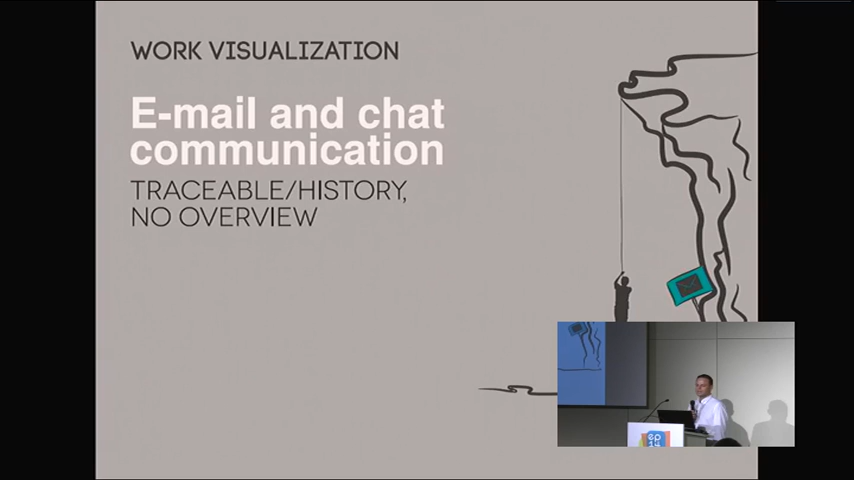 WORK VISUALIZATION
E-mail and chat
communication
TRACEABLE/HISTORY,
NO OVERVIEW